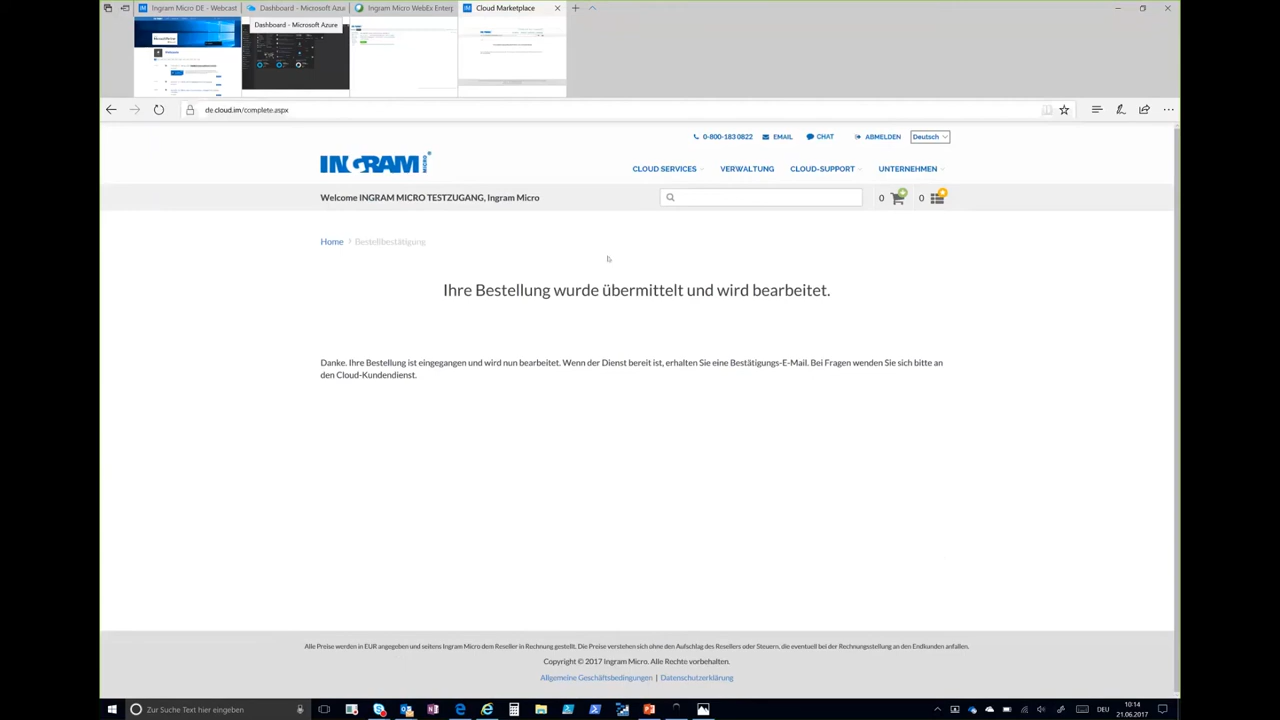 Ingram Micro DE - Webcast
Dashboard - Microsoft Azu
Ingram Micro WebEx Enterp
Cloud Marketplace
Dashboard - Microsoft Azure
de.cloud.im/complete.aspx
0-800-183 0822
EMAIL
CHAT
ABMELDEN
Deutsch
INGRAM MICRO®
CLOUD SERVICES
VERWALTUNG
CLOUD-SUPPORT
UNTERNEHMEN
Welcome INGRAM MICRO TESTZUGANG, Ingram Micro
0
0
Home
Bestellbestätigung
Ihre Bestellung wurde übermittelt und wird bearbeitet.
Danke. Ihre Bestellung ist eingegangen und wird nun bearbeitet. Wenn der Dienst bereit ist, erhalten Sie eine Bestätigungs-E-Mail. Bei Fragen wenden Sie sich bitte an
den Cloud-Kundendienst.
Alle Preise werden in EUR angegeben und seitens Ingram Micro dem Reseller in Rechnung gestellt. Die Preise verstehen sich ohne den Aufschlag des Resellers oder Steuern, die eventuell bei der Rechnungsstellung an den Endkunden anfallen.
Copyright © 2017 Ingram Micro. Alle Rechte vorbehalten.
Allgemeine Geschäftsbedingungen | Datenschutzerklärung
Zur Suche Text hier eingeben
DEU
10:14
21.06.2017